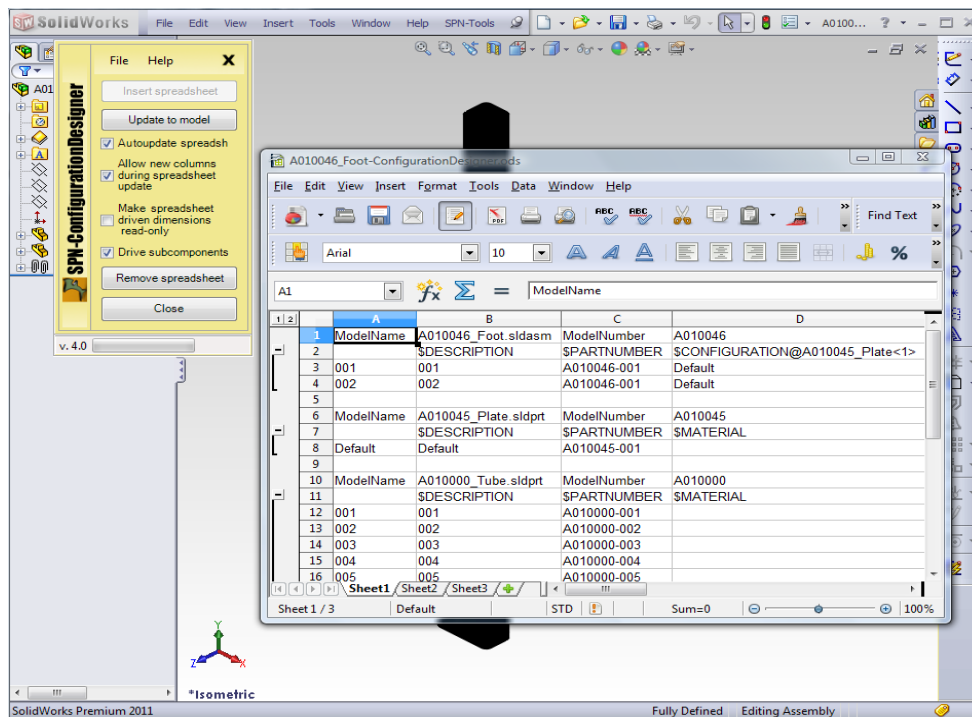 SolidWorks File Edit View Insert Tools Window Help SPN-Tools A0100... ?
A01
SPN-ConfigurationDesigner
File Help X
Insert spreadsheet
Update to model
Autoupdate spreadsh
Allow new columns
during spreadsheet
update
Make spreadsheet
driven dimensions
read-only
Drive subcomponents
Remove spreadsheet
Close
v. 4.0
A010046_Foot-ConfigurationDesigner.ods
File Edit View Insert Format Tools Data Window Help
PDF ABC ABC Find Text
Arial 10 A A A %
A1 fx Σ = ModelName
1 2 A B C D
1 ModelName A010046_Foot.sldasm ModelNumber A010046
2 $DESCRIPTION $PARTNUMBER $CONFIGURATION@A010045_Plate<1>
3 001 001 A010046-001 Default
4 002 002 A010046-001 Default
5
6 ModelName A010045_Plate.sldprt ModelNumber A010045
7 $DESCRIPTION $PARTNUMBER $MATERIAL
8 Default Default A010045-001
9
10 ModelName A010000_Tube.sldprt ModelNumber A010000
11 $DESCRIPTION $PARTNUMBER $MATERIAL
12 001 001 A010000-001
13 002 002 A010000-002
14 003 003 A010000-003
15 004 004 A010000-004
16 005 005 A010000-005
Sheet1 Sheet2 Sheet3
Sheet 1 / 3 Default STD Sum=0 100%
Y
Z X
*Isometric
SolidWorks Premium 2011 Fully Defined Editing Assembly